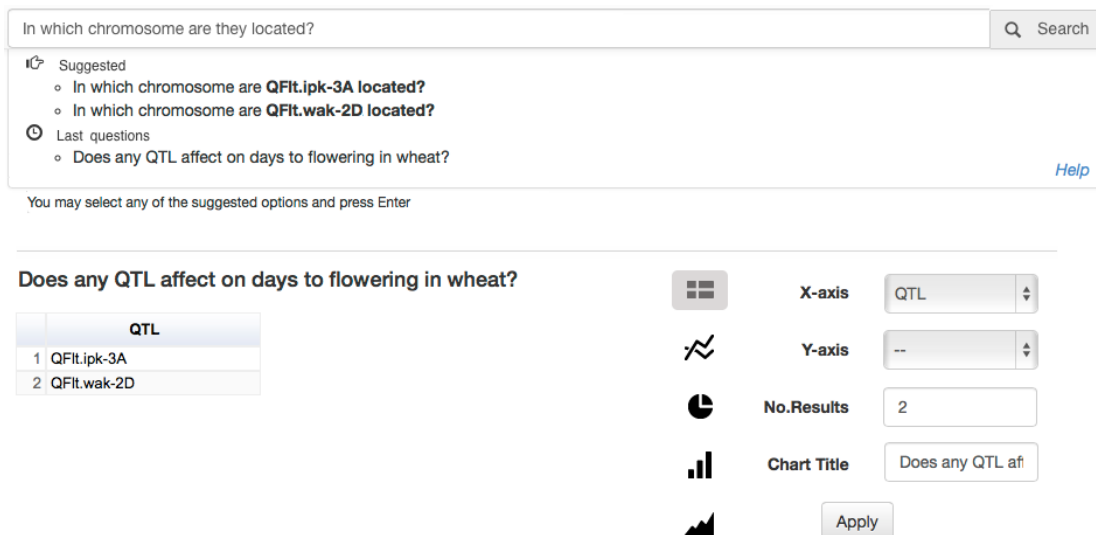 In which chromosome are they located?
Search
Suggested
In which chromosome are QFlt.ipk-3A located?
In which chromosome are QFlt.wak-2D located?
Last questions
Does any QTL affect on days to flowering in wheat?
Help
You may select any of the suggested options and press Enter
Does any QTL affect on days to flowering in wheat?
QTL
1 QFlt.ipk-3A
2 QFlt.wak-2D
X-axis QTL
Y-axis --
No.Results 2
Chart Title Does any QTL aff
Apply